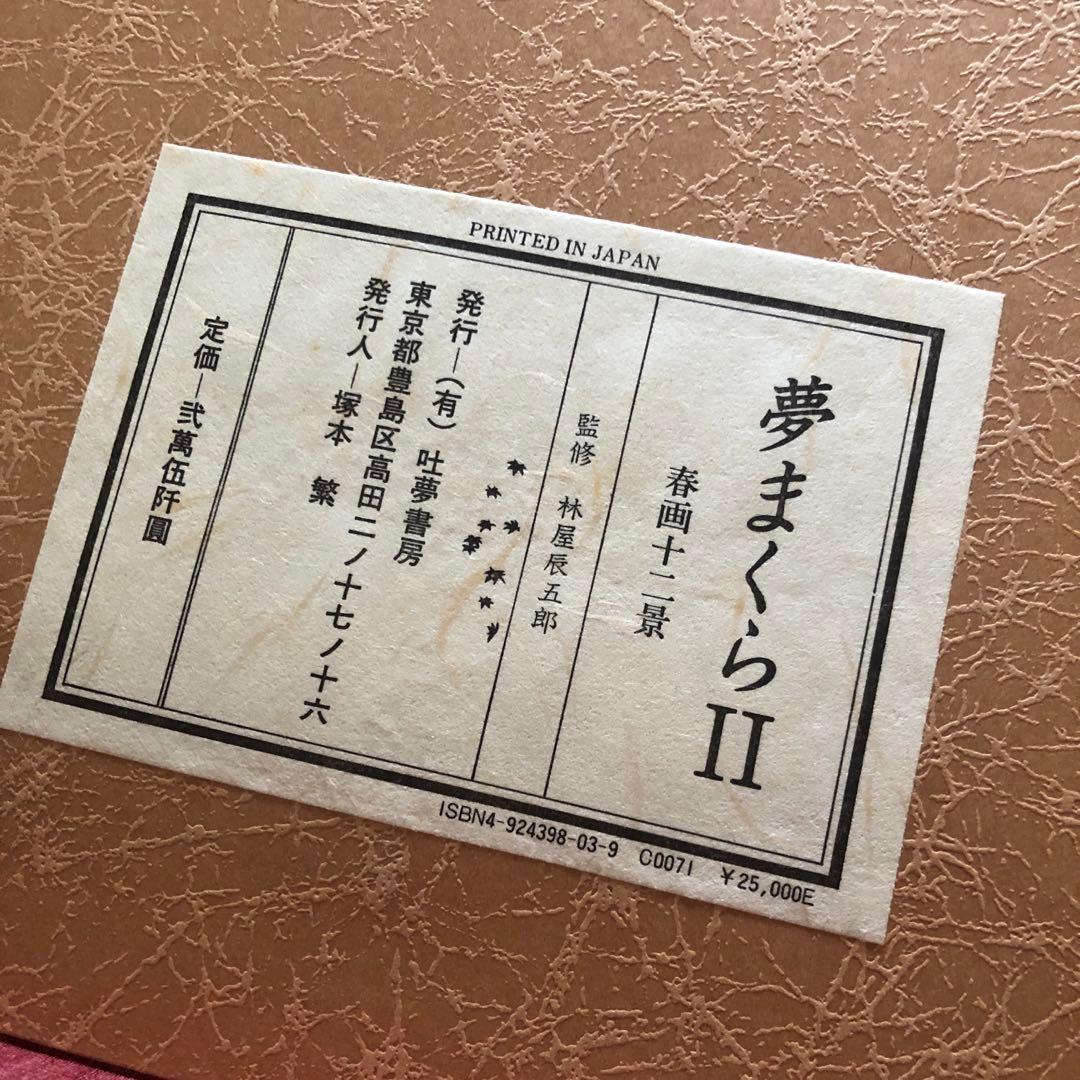 PRINTED IN JAPAN
夢まくらII
春画十二景
監修 林屋辰五郎
発行―(有) 吐夢書房
東京都豊島区高田二ノ十七ノ十六
発行人―塚本 繁
定価―弐萬伍阡圓
ISBN4-924398-03-9 C0071 ¥25,000E